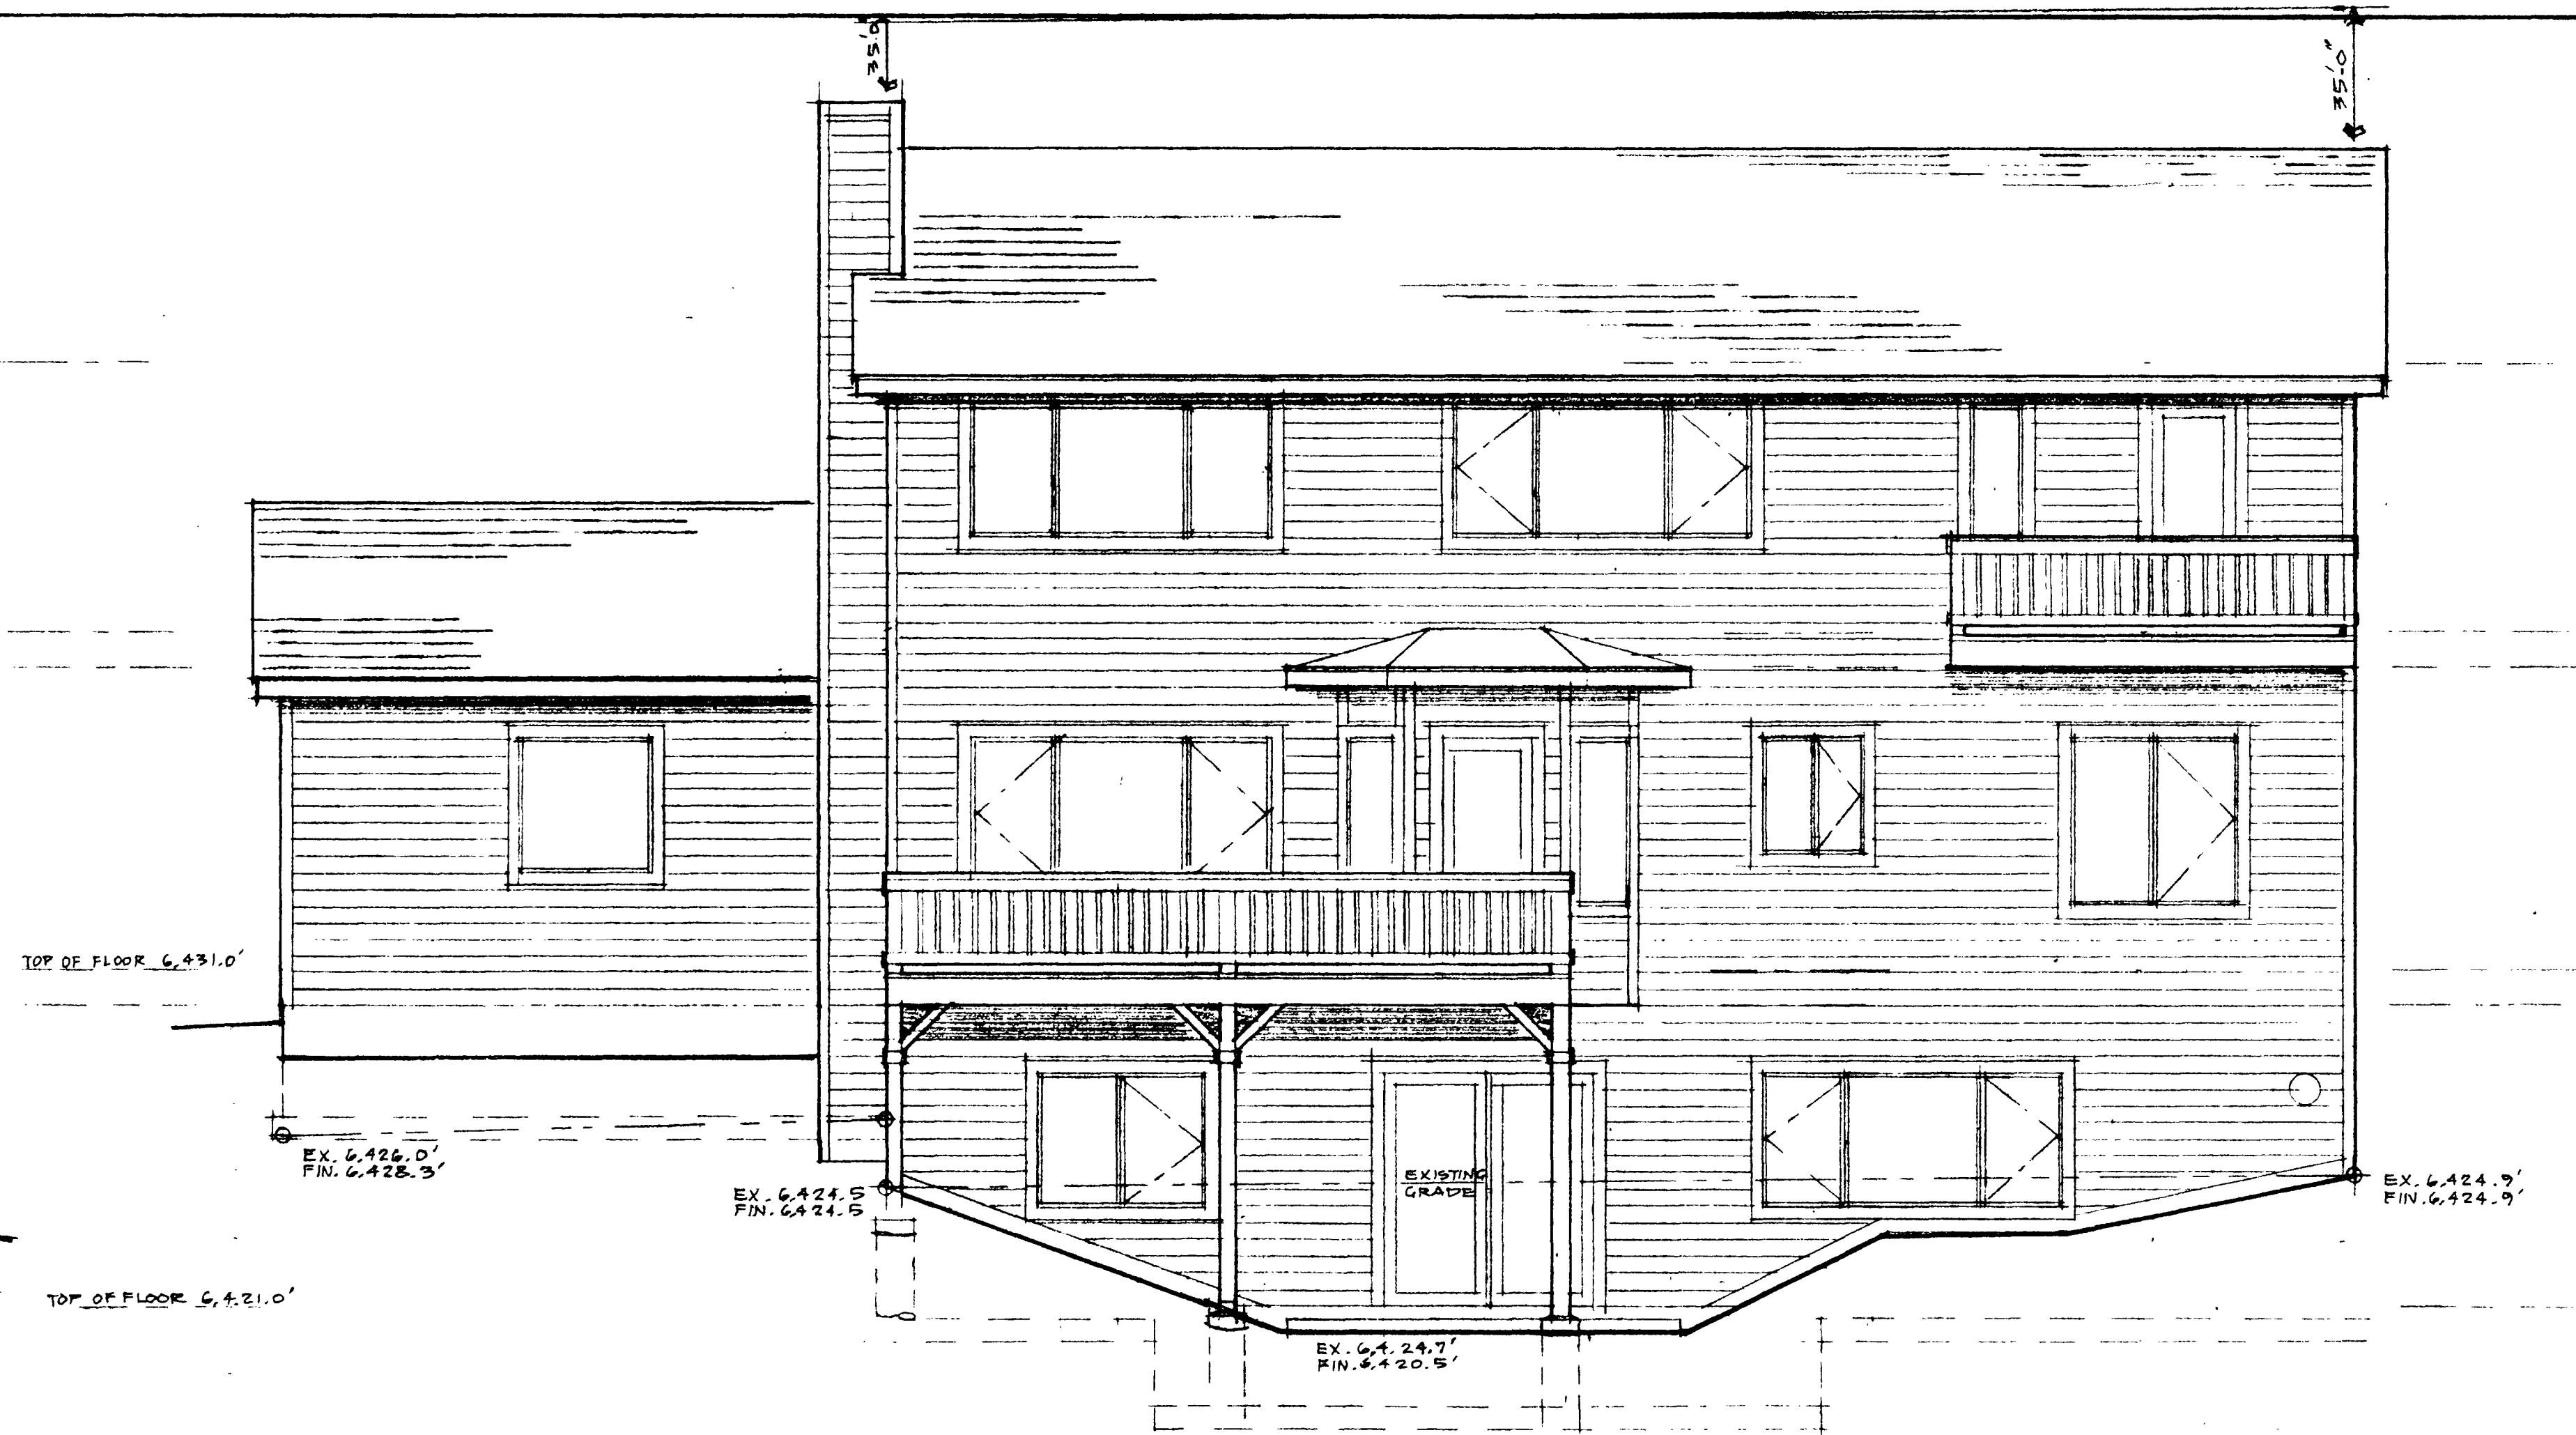 35'-0
35'-0"
TOP OF FLOOR 6,431.0'
EX. 6,426.0'
FIN. 6,428.3'
EX. 6,424.5
FIN. 6,424.5
EXISTING
GRADE
EX. 6,424.9'
FIN. 6,424.9'
TOP OF FLOOR 6,421.0'
EX. 6,424.7'
FIN. 6,420.5'